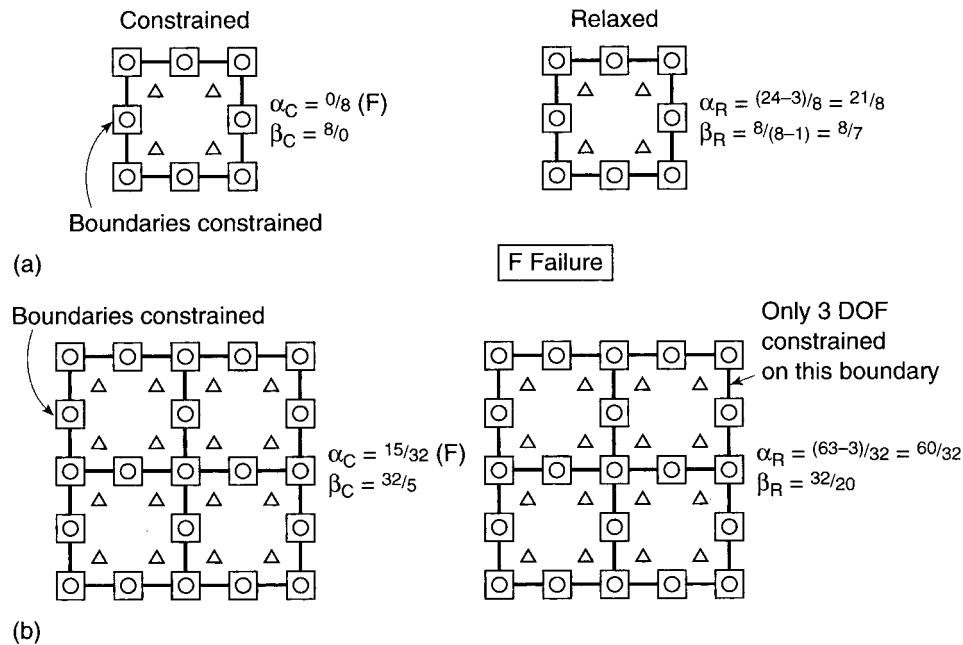 Constrained
Relaxed
α_C = 0/8 (F)
β_C = 8/0
α_R = (24–3)/8 = 21/8
β_R = 8/(8–1) = 8/7
Boundaries constrained
(a)
F Failure
Boundaries constrained
Only 3 DOF
constrained
on this boundary
α_C = 15/32 (F)
β_C = 32/5
α_R = (63–3)/32 = 60/32
β_R = 32/20
(b)